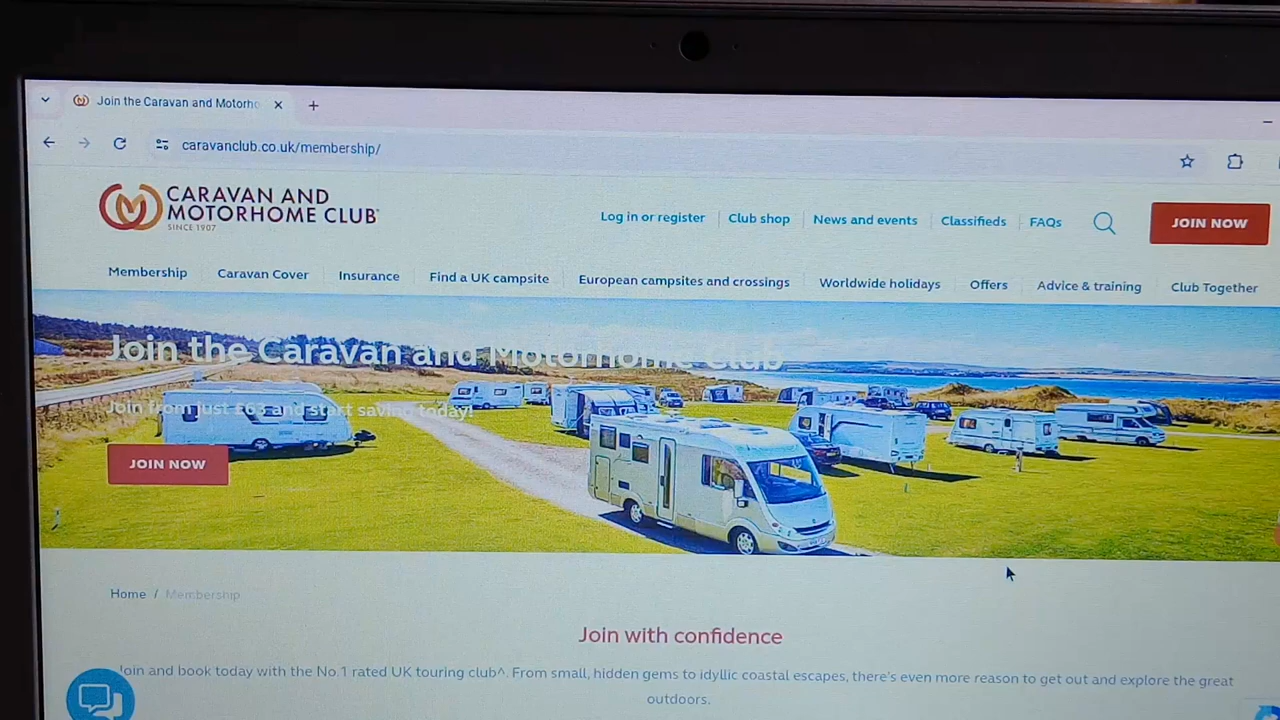 Join the Caravan and Motorho
caravanclub.co.uk/membership/
CARAVAN AND
MOTORHOME CLUB
SINCE 1907
Log in or register
Club shop
News and events
Classifieds
FAQs
JOIN NOW
Membership
Caravan Cover
Insurance
Find a UK campsite
European campsites and crossings
Worldwide holidays
Offers
Advice & training
Club Together
Join the Caravan and Motorhome Club
Join from just £63 and start saving today!
JOIN NOW
Home / Membership
Join with confidence
Join and book today with the No.1 rated UK touring club^. From small, hidden gems to idyllic coastal escapes, there's even more reason to get out and explore the great
outdoors.